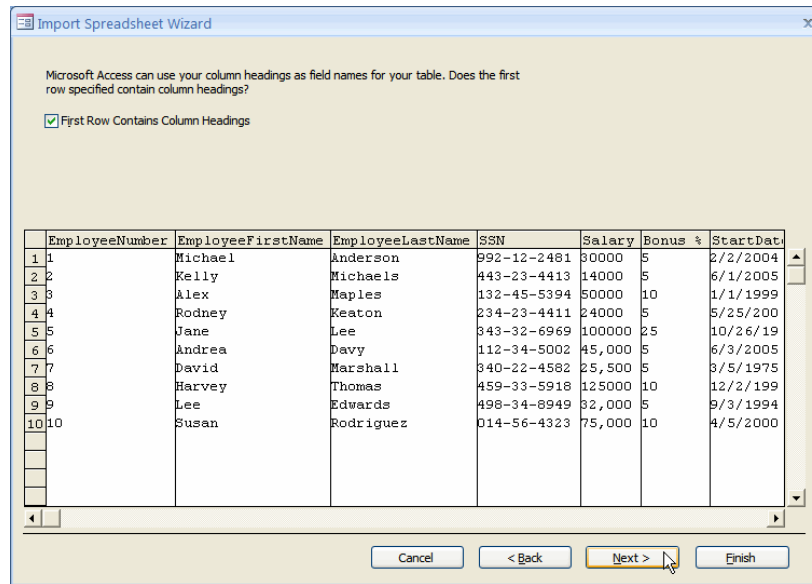 Import Spreadsheet Wizard
Microsoft Access can use your column headings as field names for your table. Does the first
row specified contain column headings?
First Row Contains Column Headings
EmployeeNumber EmployeeFirstName EmployeeLastName SSN Salary Bonus % StartDate
1 1 Michael Anderson 992-12-2481 30000 5 2/2/2004
2 2 Kelly Michaels 443-23-4413 14000 5 6/1/2005
3 3 Alex Maples 132-45-5394 50000 10 1/1/1999
4 4 Rodney Keaton 234-23-4411 24000 5 5/25/200
5 5 Jane Lee 343-32-6969 100000 25 10/26/19
6 6 Andrea Davy 112-34-5002 45,000 5 6/3/2005
7 7 David Marshall 340-22-4582 25,500 5 3/5/1975
8 8 Harvey Thomas 459-33-5918 125000 10 12/2/199
9 9 Lee Edwards 498-34-8949 32,000 5 9/3/1994
10 10 Susan Rodriguez 014-56-4323 75,000 10 4/5/2000
Cancel < Back Next > Finish